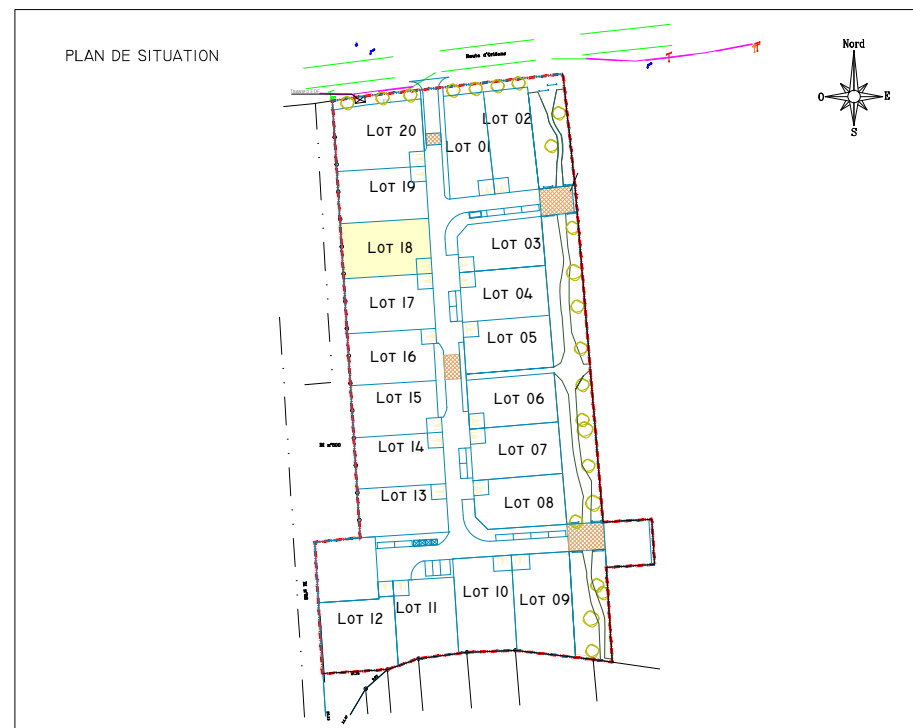 PLAN DE SITUATION
Route d'Orléans
Nord
O E
S
LOT 20
LOT 01
LOT 02
LOT 19
LOT 18
LOT 03
LOT 17
LOT 04
LOT 16
LOT 05
LOT 15
LOT 06
LOT 14
LOT 07
LOT 13
LOT 08
LOT 12
LOT 11
LOT 10
LOT 09